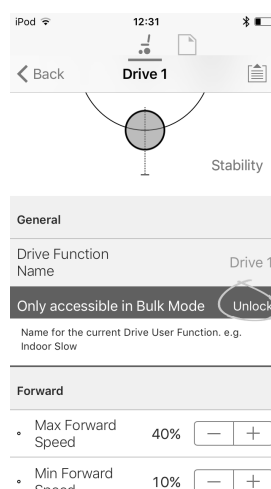 iPod 12:31
Back Drive 1
Stability
General
Drive Function
Name
Drive 1
Only accessible in Bulk Mode Unlock
Name for the current Drive User Function. e.g.
Indoor Slow
Forward
Max Forward
Speed
40% — +
Min Forward
Speed
10% — +